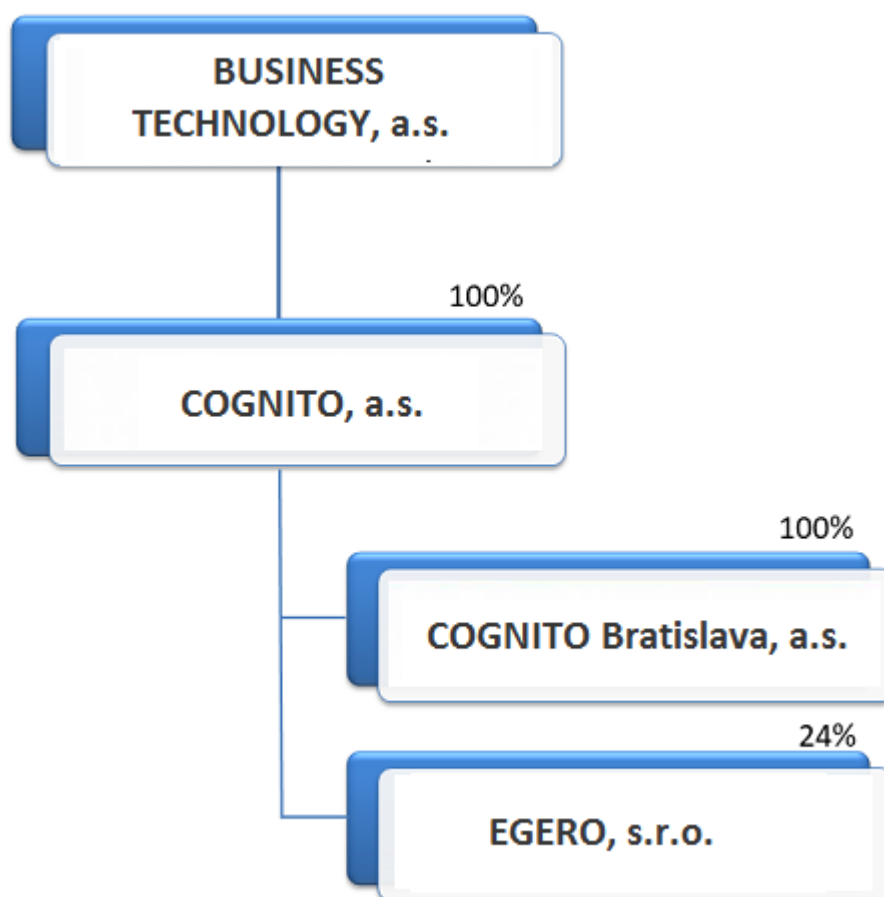 BUSINESS
TECHNOLOGY, a.s.
100%
COGNITO, a.s.
100%
COGNITO Bratislava, a.s.
24%
EGERO, s.r.o.